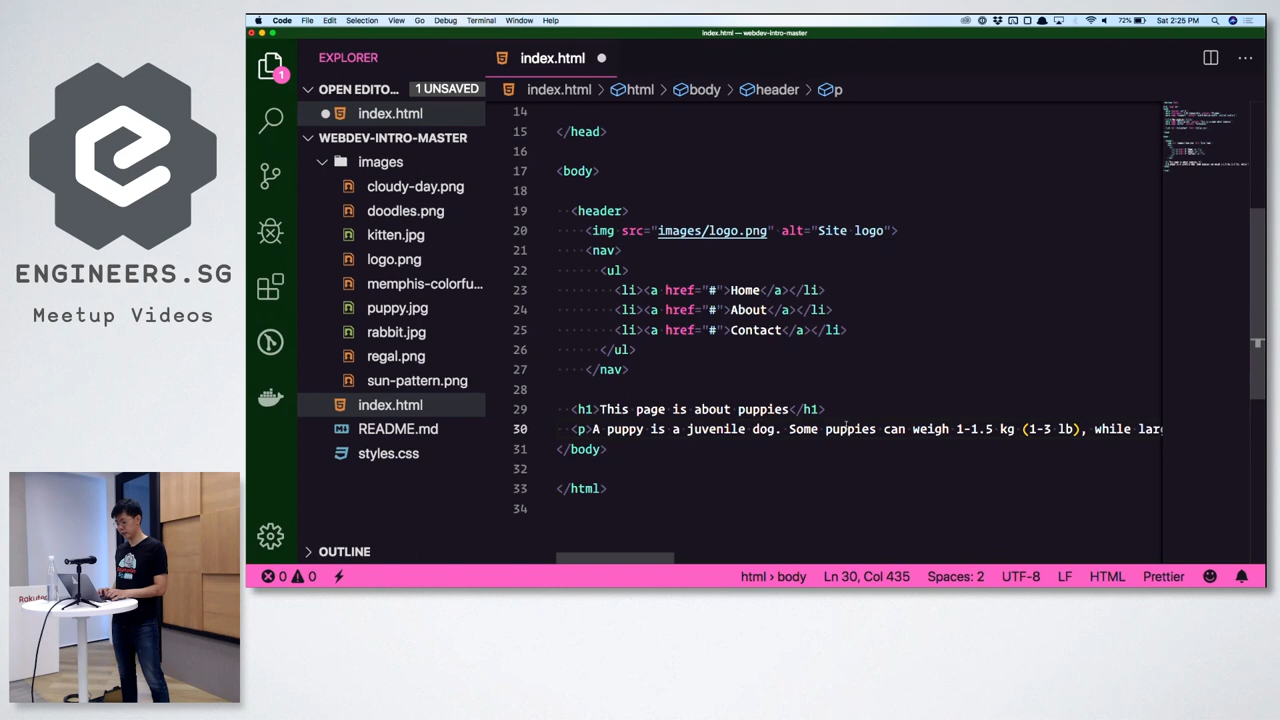 ENGINEERS.SG
Meetup Videos
Rakuten
Code File Edit Selection View Go Debug Terminal Window Help
72% Sat 2:25 PM
index.html — webdev-intro-master
EXPLORER
OPEN EDITO... 1 UNSAVED
index.html
WEBDEV-INTRO-MASTER
images
cloudy-day.png
doodles.png
kitten.jpg
logo.png
memphis-colorfu...
puppy.jpg
rabbit.jpg
regal.png
sun-pattern.png
index.html
README.md
styles.css
OUTLINE
1
index.html
index.html html body header p
14
15 </head>
16
17 <body>
18
19 <header>
20 <img src="images/logo.png" alt="Site logo">
21 <nav>
22 <ul>
23 <li><a href="#">Home</a></li>
24 <li><a href="#">About</a></li>
25 <li><a href="#">Contact</a></li>
26 </ul>
27 </nav>
28
29 <h1>This page is about puppies</h1>
30 <p>A puppy is a juvenile dog. Some puppies can weigh 1-1.5 kg (1-3 lb), while larg
31 </body>
32
33 </html>
34
0 0 html › body Ln 30, Col 435 Spaces: 2 UTF-8 LF HTML Prettier